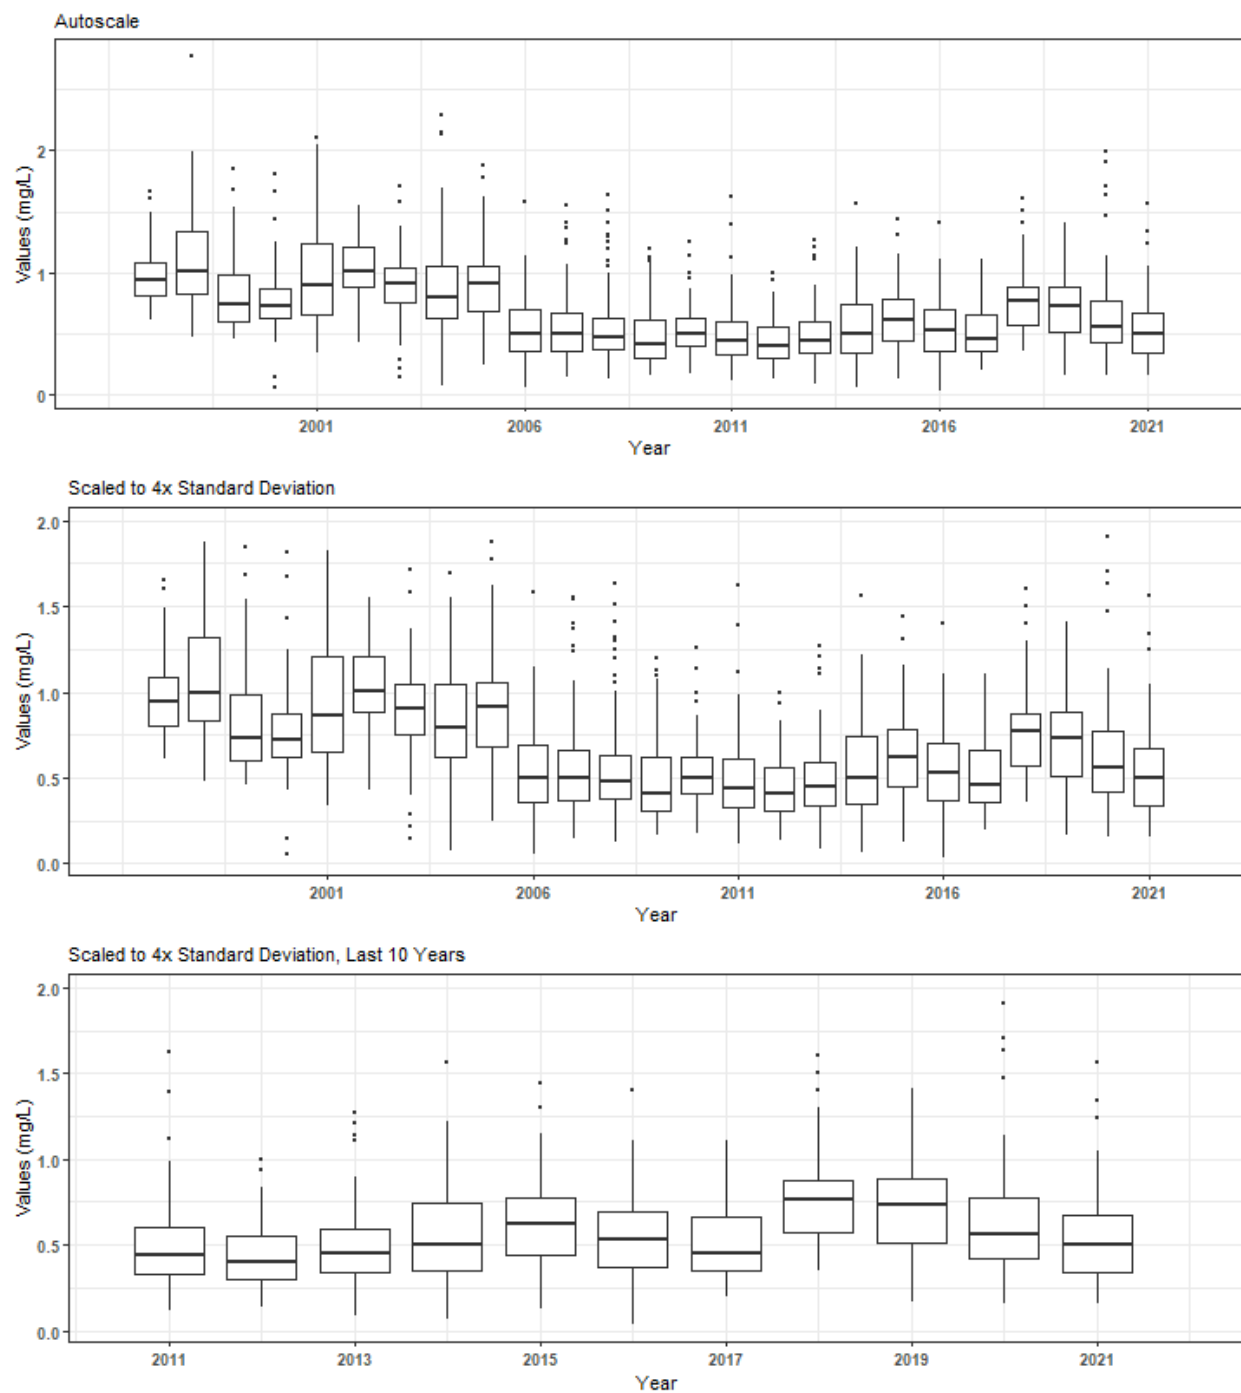 Autoscale
Values (mg/L)
2
1
0
2001 2006 2011 2016 2021
Year
Scaled to 4x Standard Deviation
Values (mg/L)
2.0
1.5
1.0
0.5
0.0
2001 2006 2011 2016 2021
Year
Scaled to 4x Standard Deviation, Last 10 Years
Values (mg/L)
2.0
1.5
1.0
0.5
0.0
2011 2013 2015 2017 2019 2021
Year